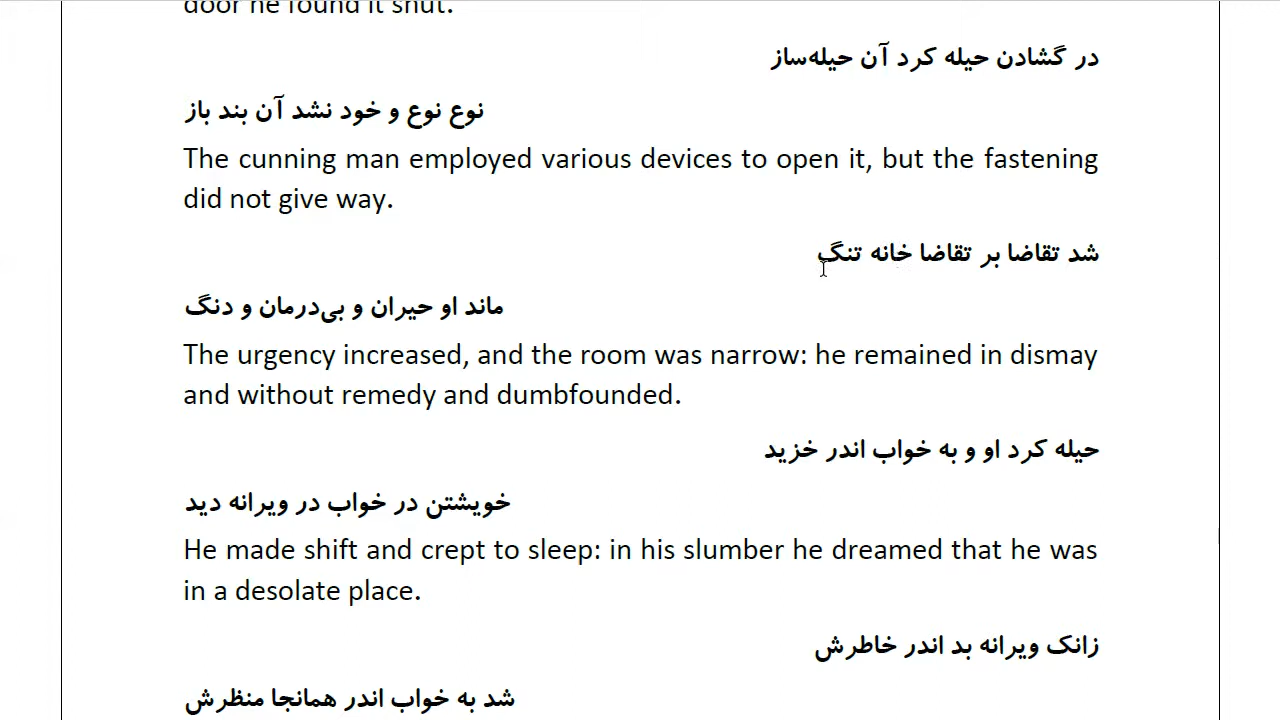 door he found it shut.
در گشادن حیله کرد آن حیله‌ساز
نوع نوع و خود نشد آن بند باز
The cunning man employed various devices to open it, but the fastening
did not give way.
شد تقاضا بر تقاضا خانه تنگ
ماند او حیران و بی‌درمان و دنگ
The urgency increased, and the room was narrow: he remained in dismay
and without remedy and dumbfounded.
حیله کرد او و به خواب اندر خزید
خویشتن در خواب در ویرانه دید
He made shift and crept to sleep: in his slumber he dreamed that he was
in a desolate place.
زانک ویرانه بد اندر خاطرش
شد به خواب اندر همانجا منظرش